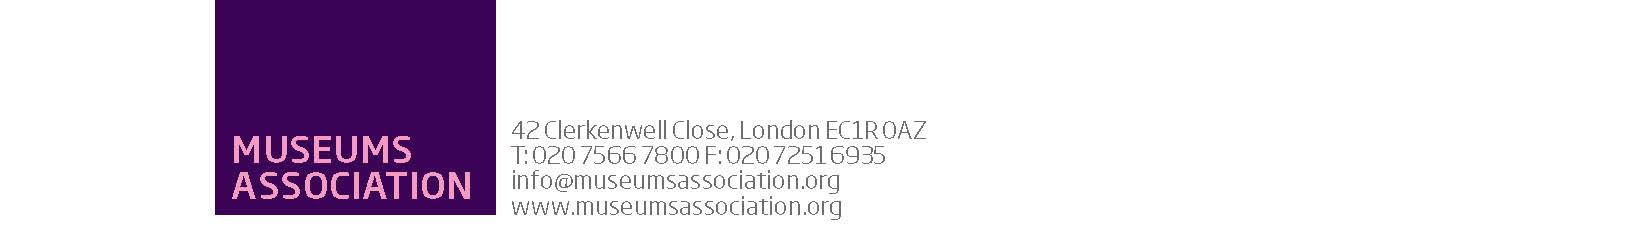 MUSEUMS
ASSOCIATION
42 Clerkenwell Close, London EC1R 0AZ
T: 020 7566 7800 F: 020 7251 6935
info@museumsassociation.org
www.museumsassociation.org